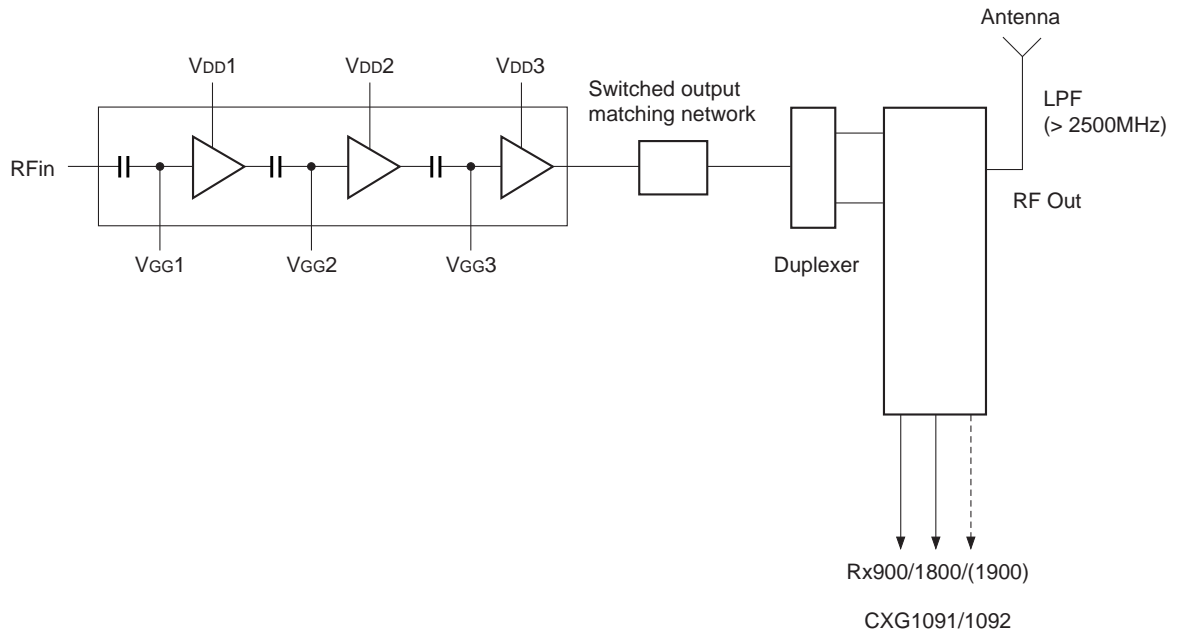 Antenna
VDD1
VDD2
VDD3
Switched output
matching network
LPF
(> 2500MHz)
RFin
RF Out
VGG1
VGG2
VGG3
Duplexer
Rx900/1800/(1900)
CXG1091/1092